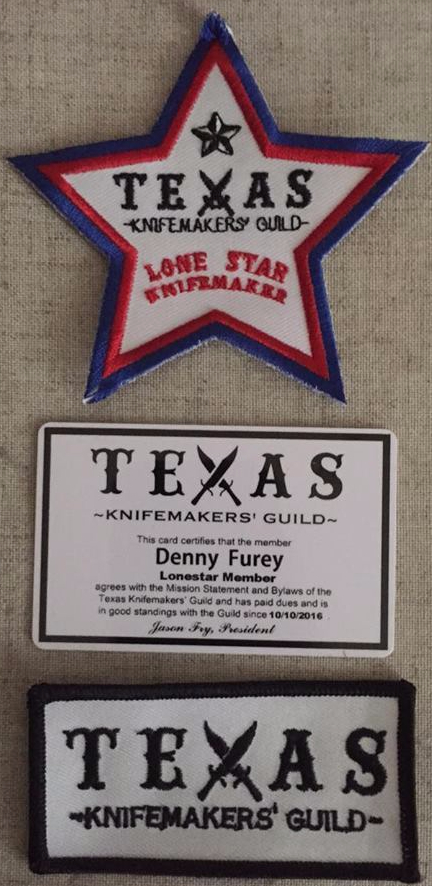 TEXAS
~KNIFEMAKERS' GUILD~
LONE STAR
KNIFEMAKER
TEXAS
~KNIFEMAKERS' GUILD~
This card certifies that the member
Denny Furey
Lonestar Member
agrees with the Mission Statement and Bylaws of the
Texas Knifemakers' Guild and has paid dues and is
in good standings with the Guild since 10/10/2016
Jason Fry, President
TEXAS
~KNIFEMAKERS' GUILD~